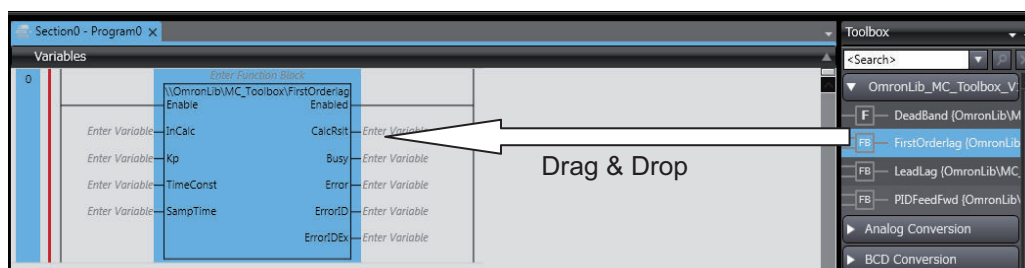 Section0 - Program0 ×
Toolbox
Variables
<Search>
0
Enter Function Block
\\OmronLib\MC_Toolbox\FirstOrderlag
Enable Enabled
Enter Variable InCalc CalcRslt Enter Variable
Enter Variable Kp Busy Enter Variable
Enter Variable TimeConst Error Enter Variable
Enter Variable SampTime ErrorID Enter Variable
ErrorIDEx Enter Variable
Drag & Drop
OmronLib_MC_Toolbox_V
F DeadBand {OmronLib\M
FB FirstOrderlag {OmronLib
FB LeadLag {OmronLib\MC_
FB PIDFeedFwd {OmronLib\
Analog Conversion
BCD Conversion